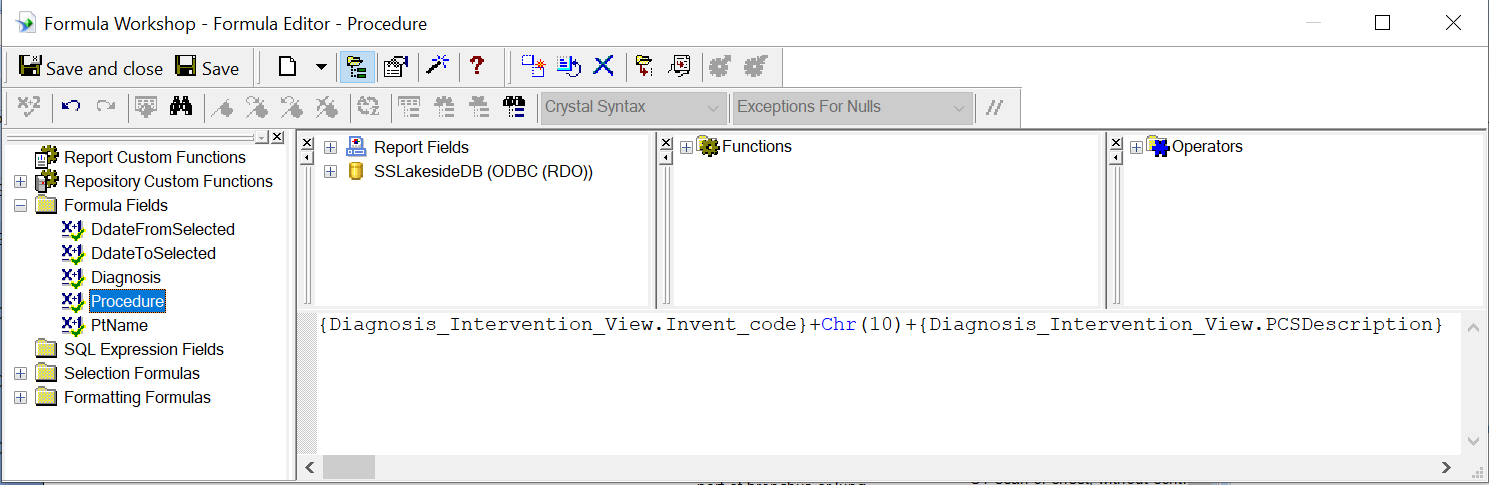 Formula Workshop - Formula Editor - Procedure
Save and close Save
Crystal Syntax Exceptions For Nulls //
Report Custom Functions
Repository Custom Functions
Formula Fields
DdateFromSelected
DdateToSelected
Diagnosis
Procedure
PtName
SQL Expression Fields
Selection Formulas
Formatting Formulas
Report Fields
SSLakesideDB (ODBC (RDO))
Functions
Operators
{Diagnosis_Intervention_View.Invent_code}+Chr(10)+{Diagnosis_Intervention_View.PCSDescription}